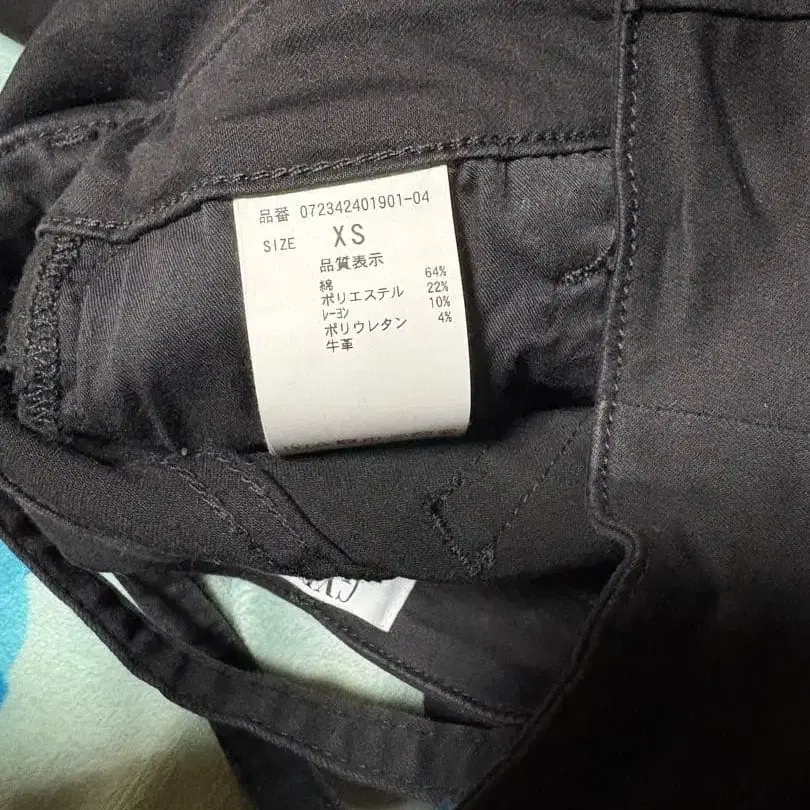 品番 072342401901-04
SIZE XS
品質表示
綿 64%
ポリエステル 22%
レーヨン 10%
ポリウレタン 4%
牛革